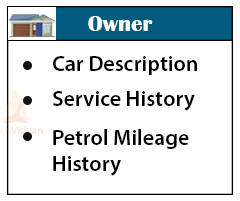 Owner
• Car Description
• Service History
• Petrol Mileage
History